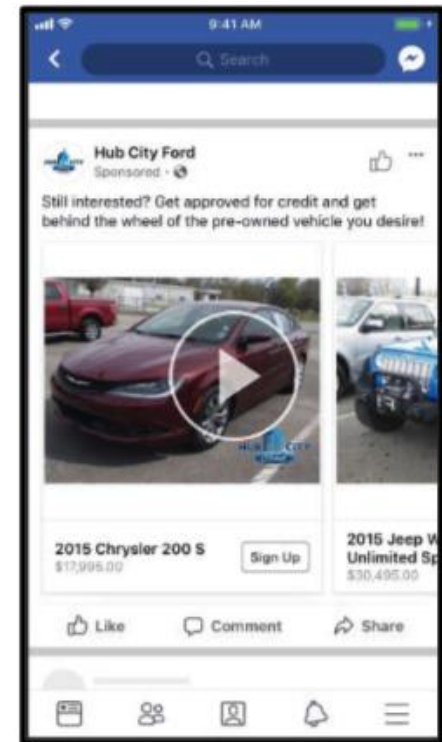 9:41 AM
Search
Hub City Ford
Sponsored ·
Still interested? Get approved for credit and get
behind the wheel of the pre-owned vehicle you desire!
HUB CITY
2015 Chrysler 200 S
$17,995.00
Sign Up
2015 Jeep W
Unlimited Sp
$30,495.00
Like
Comment
Share